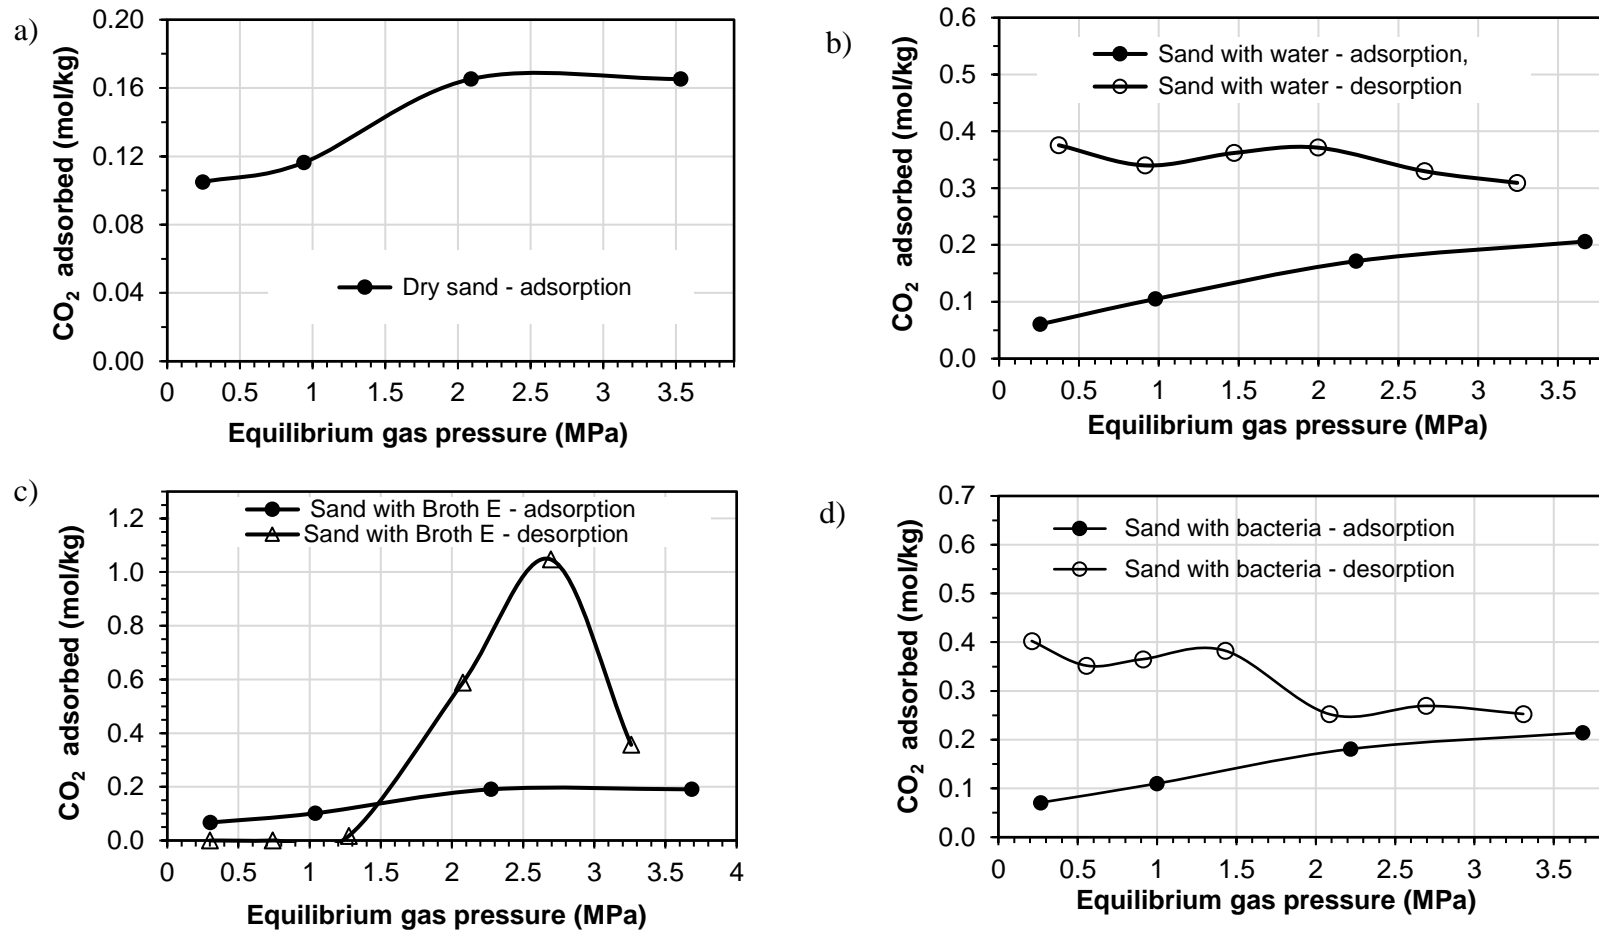 a)
CO2 adsorbed (mol/kg)
0.20
0.16
0.12
0.08
0.04
0.00
Dry sand - adsorption
0 0.5 1 1.5 2 2.5 3 3.5
Equilibrium gas pressure (MPa)
b)
CO2 adsorbed (mol/kg)
0.6
0.5
0.4
0.3
0.2
0.1
0.0
Sand with water - adsorption,
Sand with water - desorption
0 0.5 1 1.5 2 2.5 3 3.5
Equilibrium gas pressure (MPa)
c)
CO2 adsorbed (mol/kg)
1.2
1.0
0.8
0.6
0.4
0.2
0.0
Sand with Broth E - adsorption
Sand with Broth E - desorption
0 0.5 1 1.5 2 2.5 3 3.5 4
Equilibrium gas pressure (MPa)
d)
CO2 adsorbed (mol/kg)
0.7
0.6
0.5
0.4
0.3
0.2
0.1
0.0
Sand with bacteria - adsorption
Sand with bacteria - desorption
0 0.5 1 1.5 2 2.5 3 3.5
Equilibrium gas pressure (MPa)